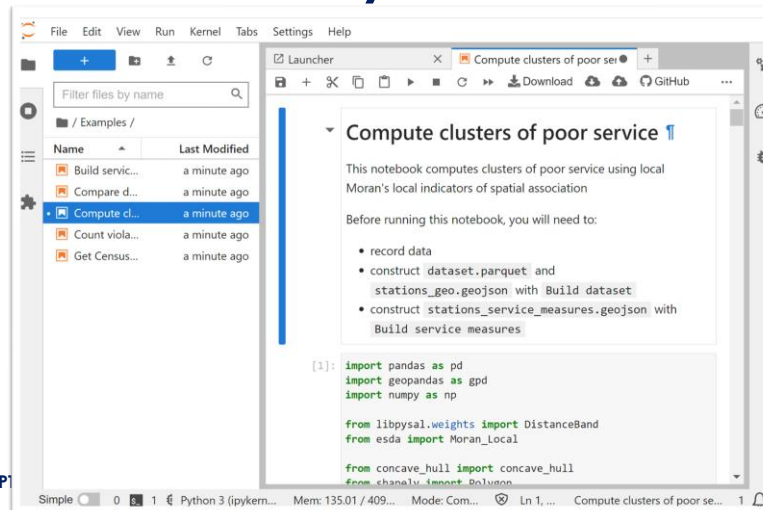 File Edit View Run Kernel Tabs Settings Help
Launcher
Compute clusters of poor ser
Filter files by name
Download
GitHub
/ Examples /
Name Last Modified
Build servic... a minute ago
Compare d... a minute ago
Compute cl... a minute ago
Count viola... a minute ago
Get Census... a minute ago
Compute clusters of poor service ¶
This notebook computes clusters of poor service using local
Moran's local indicators of spatial association
Before running this notebook, you will need to:
• record data
• construct dataset.parquet and
stations_geo.geojson with Build dataset
• construct stations_service_measures.geojson with
Build service measures
[1]: import pandas as pd
import geopandas as gpd
import numpy as np
from libpysal.weights import DistanceBand
from esda import Moran_Local
from concave_hull import concave_hull
from shapely import Polygon
Simple 0 1 Python 3 (ipykern... Mem: 135.01 / 409... Mode: Com... Ln 1, ... Compute clusters of poor se... 1